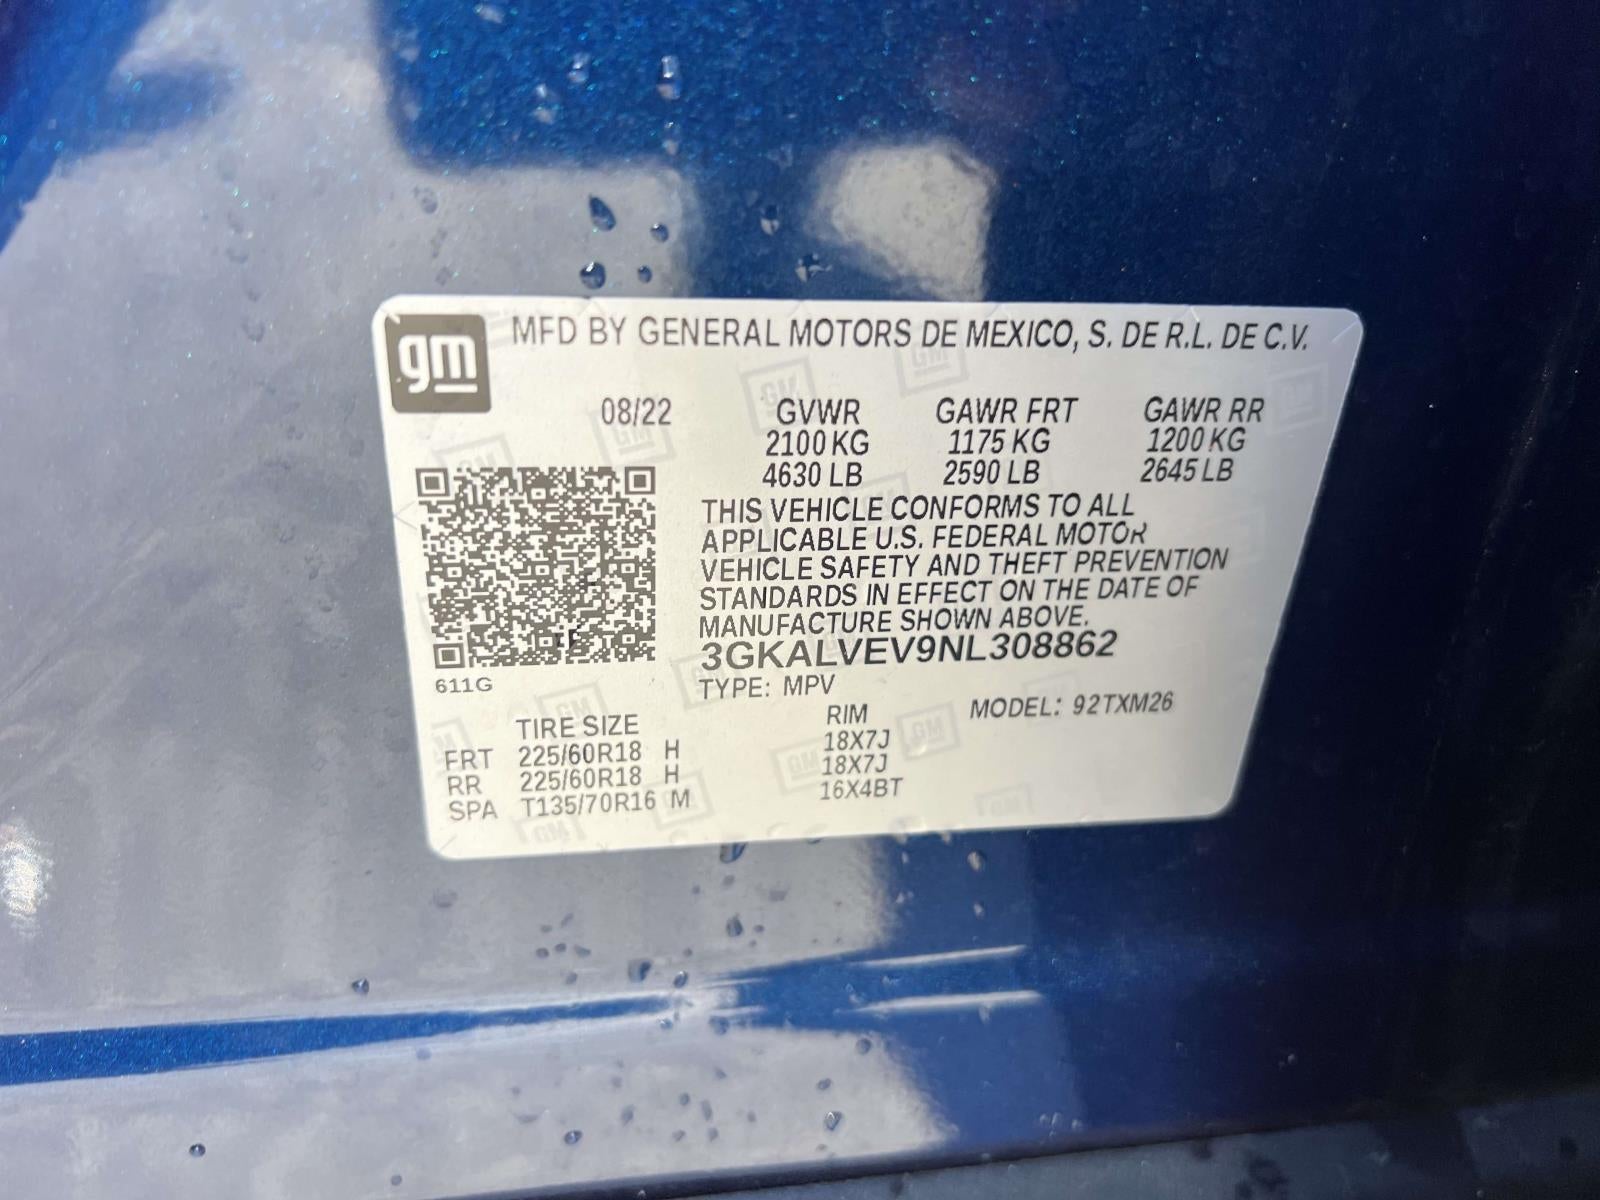 gm
MFD BY GENERAL MOTORS DE MEXICO, S. DE R.L. DE C.V.
08/22 GVWR GAWR FRT GAWR RR
2100 KG 1175 KG 1200 KG
4630 LB 2590 LB 2645 LB
THIS VEHICLE CONFORMS TO ALL
APPLICABLE U.S. FEDERAL MOTOR
VEHICLE SAFETY AND THEFT PREVENTION
STANDARDS IN EFFECT ON THE DATE OF
MANUFACTURE SHOWN ABOVE.
3GKALVEV9NL308862
611G
TYPE: MPV MODEL: 92TXM26
TIRE SIZE RIM
FRT 225/60R18 H 18X7J
RR 225/60R18 H 18X7J
SPA T135/70R16 M 16X4BT